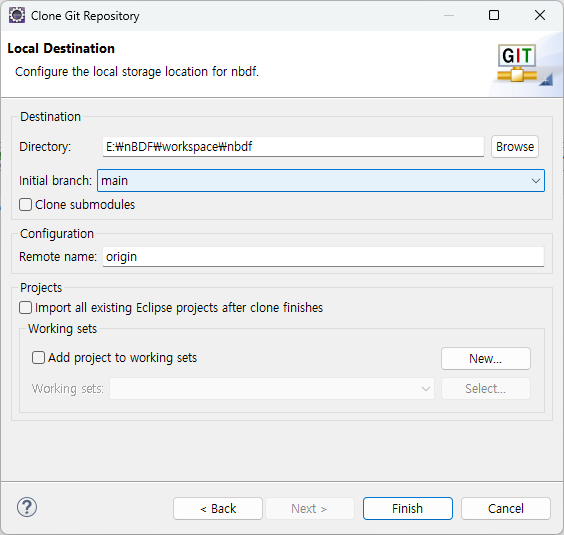 Clone Git Repository
Local Destination
Configure the local storage location for nbdf.
GIT
Destination
Directory: E:₩nBDF₩workspace₩nbdf Browse
Initial branch: main
Clone submodules
Configuration
Remote name: origin
Projects
Import all existing Eclipse projects after clone finishes
Working sets
Add project to working sets New...
Working sets: Select...
? < Back Next > Finish Cancel